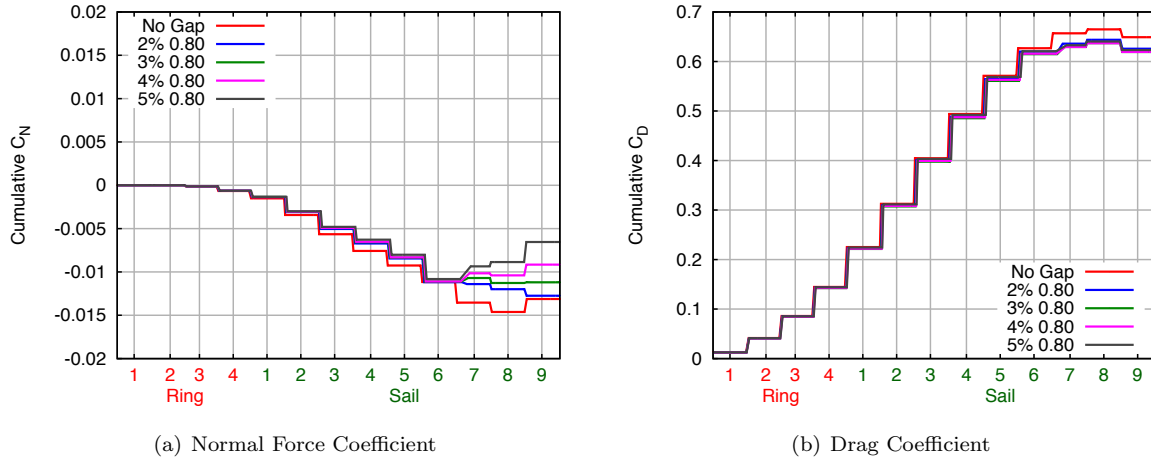 0.02
0.015
0.01
0.005
0
-0.005
-0.01
-0.015
-0.02
Cumulative C_N
No Gap
2% 0.80
3% 0.80
4% 0.80
5% 0.80
1 2 3 4 1 2 3 4 5 6 7 8 9
Ring Sail
(a) Normal Force Coefficient
0.7
0.6
0.5
0.4
0.3
0.2
0.1
0
Cumulative C_D
No Gap
2% 0.80
3% 0.80
4% 0.80
5% 0.80
1 2 3 4 1 2 3 4 5 6 7 8 9
Ring Sail
(b) Drag Coefficient